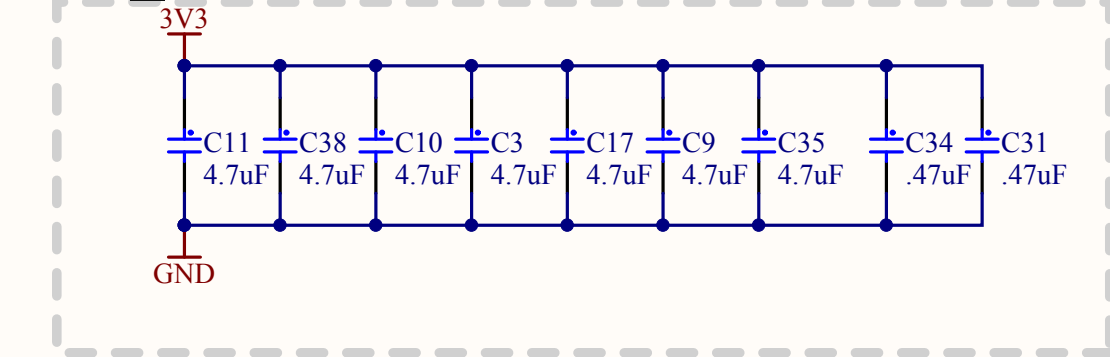 3V3
C11 C38 C10 C3 C17 C9 C35 C34 C31
4.7uF 4.7uF 4.7uF 4.7uF 4.7uF 4.7uF 4.7uF .47uF .47uF
GND